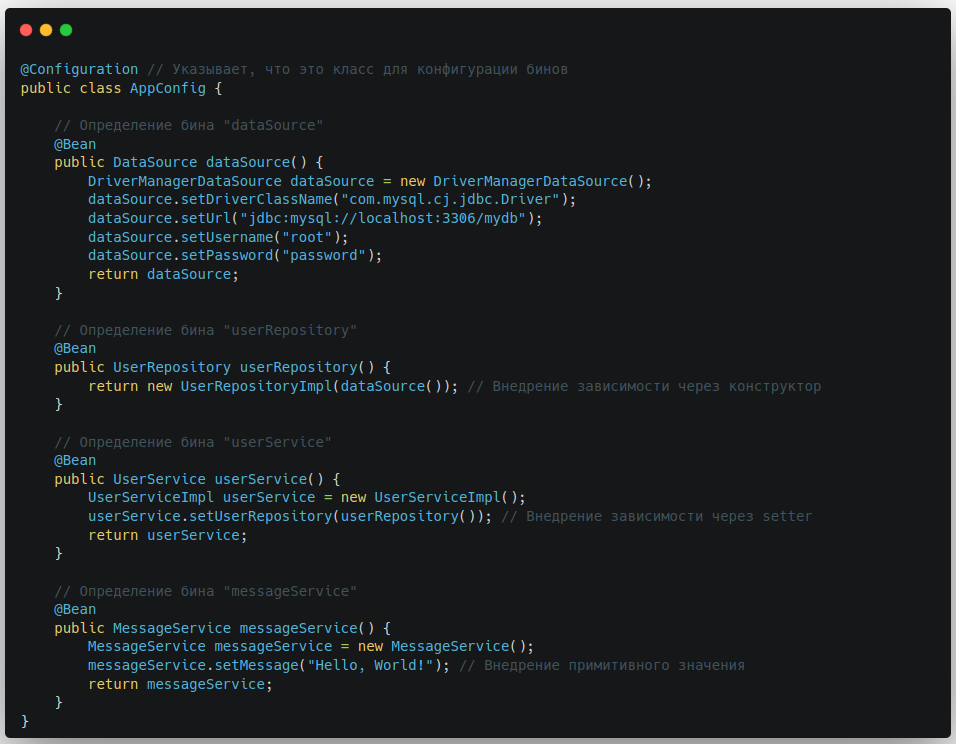 @Configuration // Указывает, что это класс для конфигурации бинов
public class AppConfig {
    // Определение бина "dataSource"
    @Bean
    public DataSource dataSource() {
        DriverManagerDataSource dataSource = new DriverManagerDataSource();
        dataSource.setDriverClassName("com.mysql.cj.jdbc.Driver");
        dataSource.setUrl("jdbc:mysql://localhost:3306/mydb");
        dataSource.setUsername("root");
        dataSource.setPassword("password");
        return dataSource;
    }
    // Определение бина "userRepository"
    @Bean
    public UserRepository userRepository() {
        return new UserRepositoryImpl(dataSource()); // Внедрение зависимости через конструктор
    }
    // Определение бина "userService"
    @Bean
    public UserService userService() {
        UserServiceImpl userService = new UserServiceImpl();
        userService.setUserRepository(userRepository()); // Внедрение зависимости через setter
        return userService;
    }
    // Определение бина "messageService"
    @Bean
    public MessageService messageService() {
        MessageService messageService = new MessageService();
        messageService.setMessage("Hello, World!"); // Внедрение примитивного значения
        return messageService;
    }
}